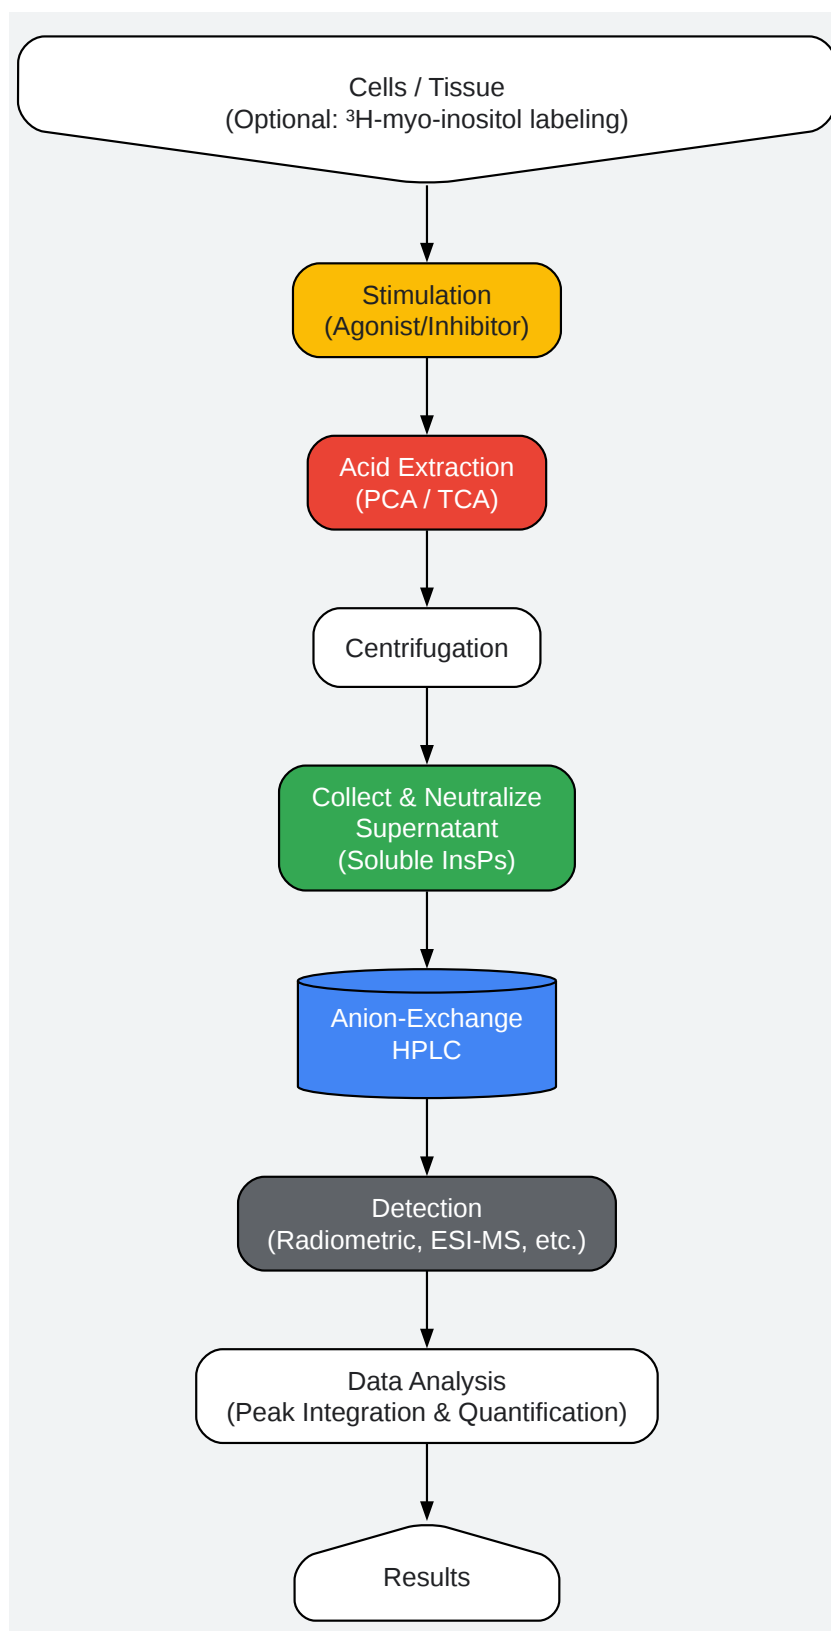 Cells / Tissue
(Optional: ³H-myo-inositol labeling)
Stimulation
(Agonist/Inhibitor)
Acid Extraction
(PCA / TCA)
Centrifugation
Collect & Neutralize
Supernatant
(Soluble InsPs)
Anion-Exchange
HPLC
Detection
(Radiometric, ESI-MS, etc.)
Data Analysis
(Peak Integration & Quantification)
Results